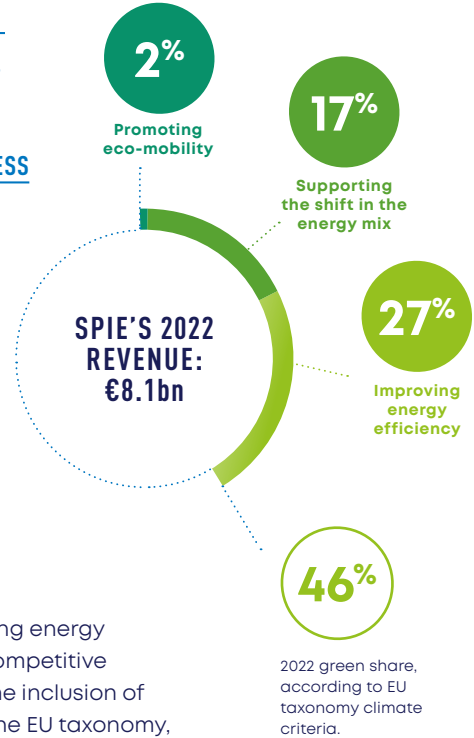 2%
Promoting
eco-mobility
17%
Supporting
the shift in the
energy mix
ESS
SPIE'S 2022
REVENUE:
€8.1bn
27%
Improving
energy
efficiency
46%
2022 green share,
according to EU
taxonomy climate
criteria.
ng energy
ompetitive
ne inclusion of
he EU taxonomy,